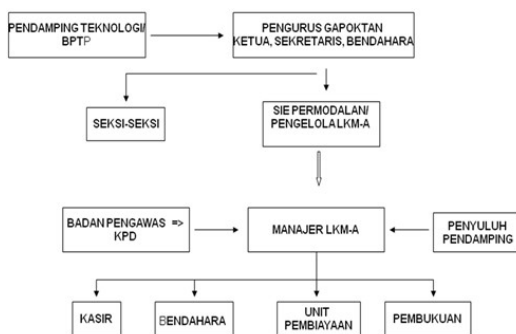 PENDAMPING TEKNOLOGI/
BPTP
PENGURUS GAPOKTAN
KETUA, SEKRETARIS, BENDAHARA
SEKSI-SEKSI
SIE PERMODALAN/
PENGELOLA LKM-A
BADAN PENGAWAS =>
KPD
MANAJER LKM-A
PENYULUH
PENDAMPING
KASIR
BENDAHARA
UNIT
PEMBIAYAAN
PEMBUKUAN